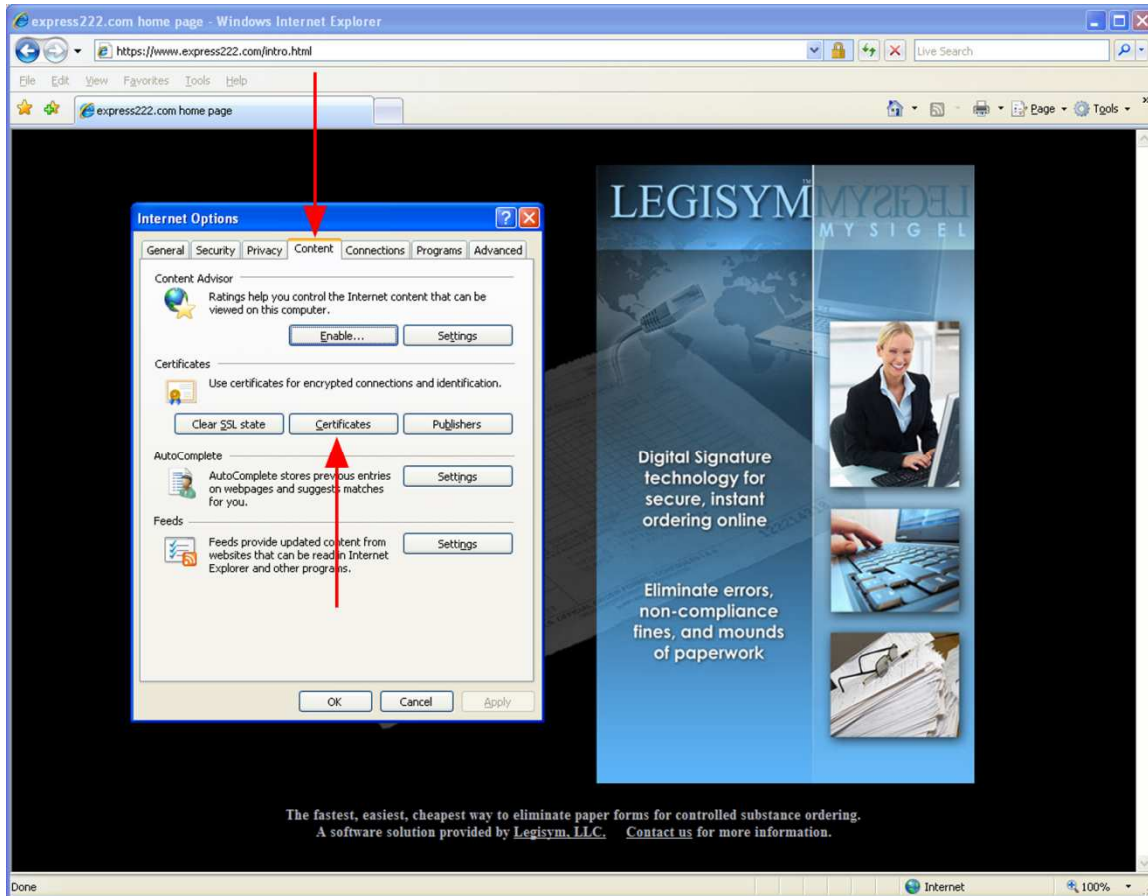 express222.com home page - Windows Internet Explorer
https://www.express222.com/intro.html
Live Search
File Edit View Favorites Tools Help
express222.com home page
Page Tools
Internet Options
General Security Privacy Content Connections Programs Advanced
Content Advisor
Ratings help you control the Internet content that can be
viewed on this computer.
Enable... Settings
Certificates
Use certificates for encrypted connections and identification.
Clear SSL state Certificates Publishers
AutoComplete
AutoComplete stores previous entries
on webpages and suggests matches
for you.
Settings
Feeds
Feeds provide updated content from
websites that can be read in Internet
Explorer and other programs.
Settings
OK Cancel Apply
LEGISYM™
LEGISYM
MY SIGEL
Digital Signature
technology for
secure, instant
ordering online
Eliminate errors,
non-compliance
fines, and mounds
of paperwork
The fastest, easiest, cheapest way to eliminate paper forms for controlled substance ordering.
A software solution provided by Legisym, LLC. Contact us for more information.
Done
Internet
100%